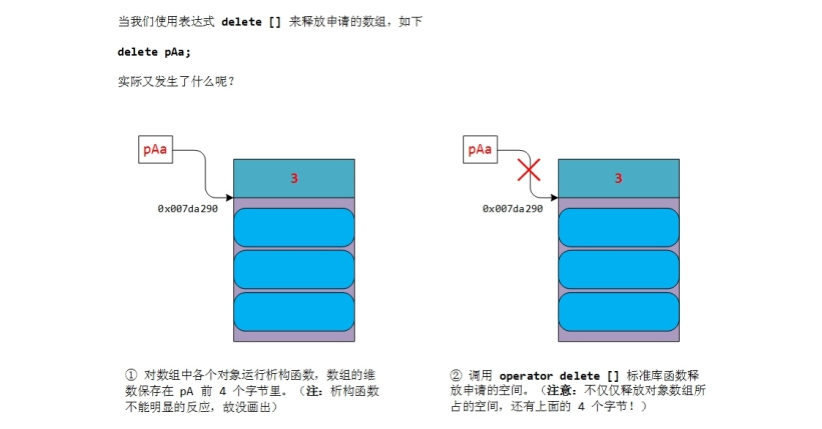 当我们使用表达式 delete [] 来释放申请的数组，如下
delete pAa;
实际又发生了什么呢？
pAa
3
0x007da290
pAa
3
0x007da290
① 对数组中各个对象运行析构函数，数组的维
数保存在 pA 前 4 个字节里。（注：析构函数
不能明显的反应，故没画出）
② 调用 operator delete [] 标准库函数释
放申请的空间。（注意：不仅仅释放对象数组所
占的空间，还有上面的 4 个字节！）